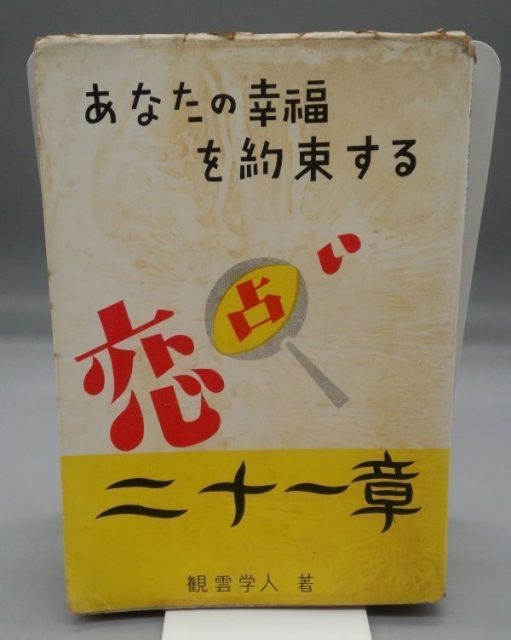 あなたの幸福
を約束する
恋占い
二十一章
観雲学人 著